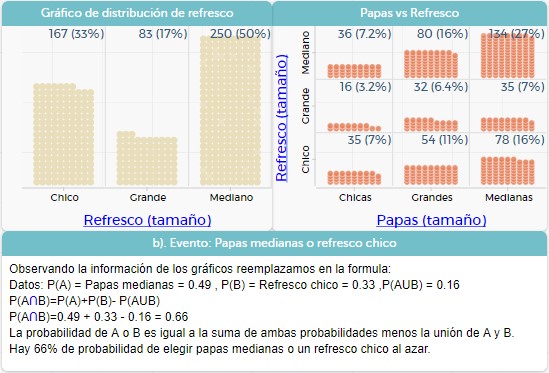 Gráfico de distribución de refresco
167 (33%) 83 (17%) 250 (50%)
Chico Grande Mediano
Refresco (tamaño)
Papas vs Refresco
Refresco (tamaño)
Mediano
36 (7.2%) 80 (16%) 134 (27%)
Grande
16 (3.2%) 32 (6.4%) 35 (7%)
Chico
35 (7%) 54 (11%) 78 (16%)
Chicas Grandes Medianas
Papas (tamaño)
b). Evento: Papas medianas o refresco chico
Observando la información de los gráficos reemplazamos en la formula:
Datos: P(A) = Papas medianas = 0.49 , P(B) = Refresco chico = 0.33 ,P(AUB) = 0.16
P(A∩B)=P(A)+P(B)- P(AUB)
P(A∩B)=0.49 + 0.33 - 0.16 = 0.66
La probabilidad de A o B es igual a la suma de ambas probabilidades menos la unión de A y B.
Hay 66% de probabilidad de elegir papas medianas o un refresco chico al azar.